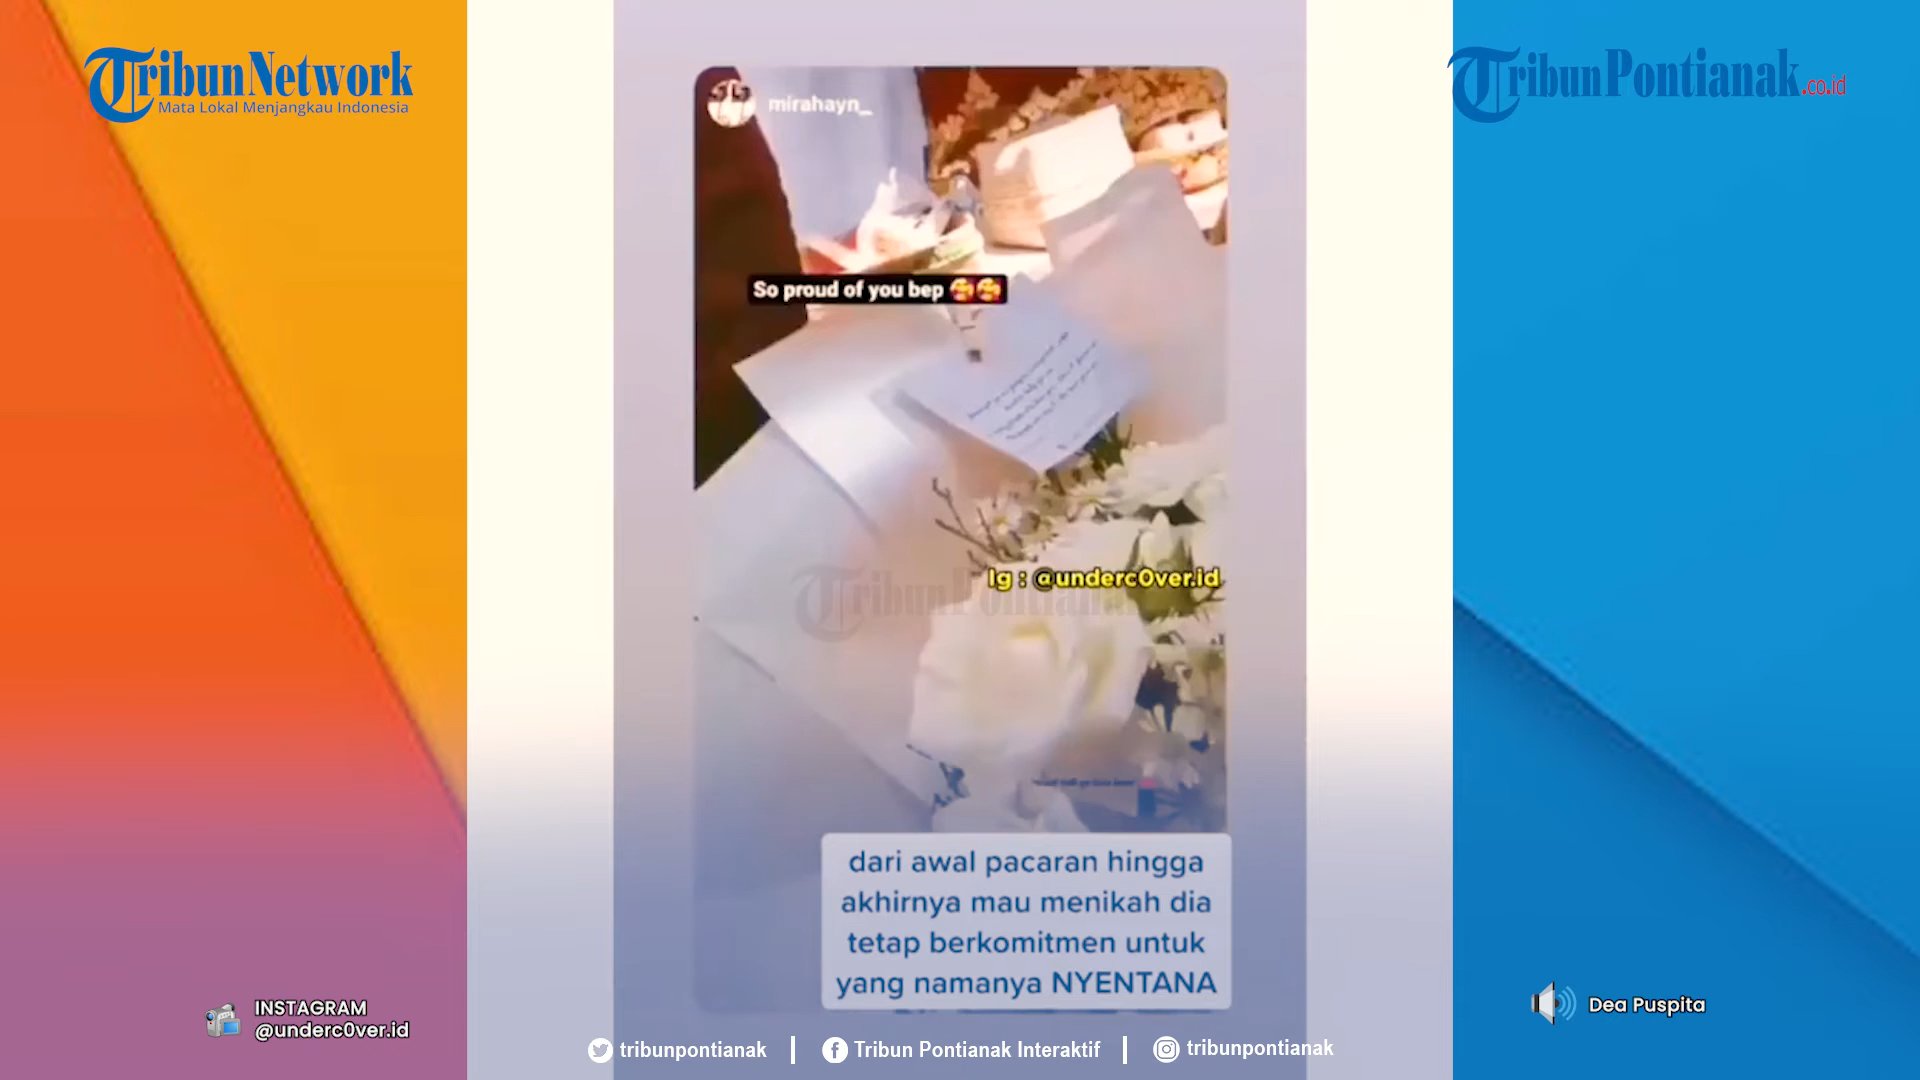 TribunNetwork
Mata Lokal Menjangkau Indonesia
TribunPontianak.co.id
mirahayn_
So proud of you bep
Ig : @underc0ver.id
TribunPontianak
dari awal pacaran hingga
akhirnya mau menikah dia
tetap berkomitmen untuk
yang namanya NYENTANA
INSTAGRAM
@underc0ver.id
Dea Puspita
tribunpontianak
Tribun Pontianak Interaktif
tribunpontianak